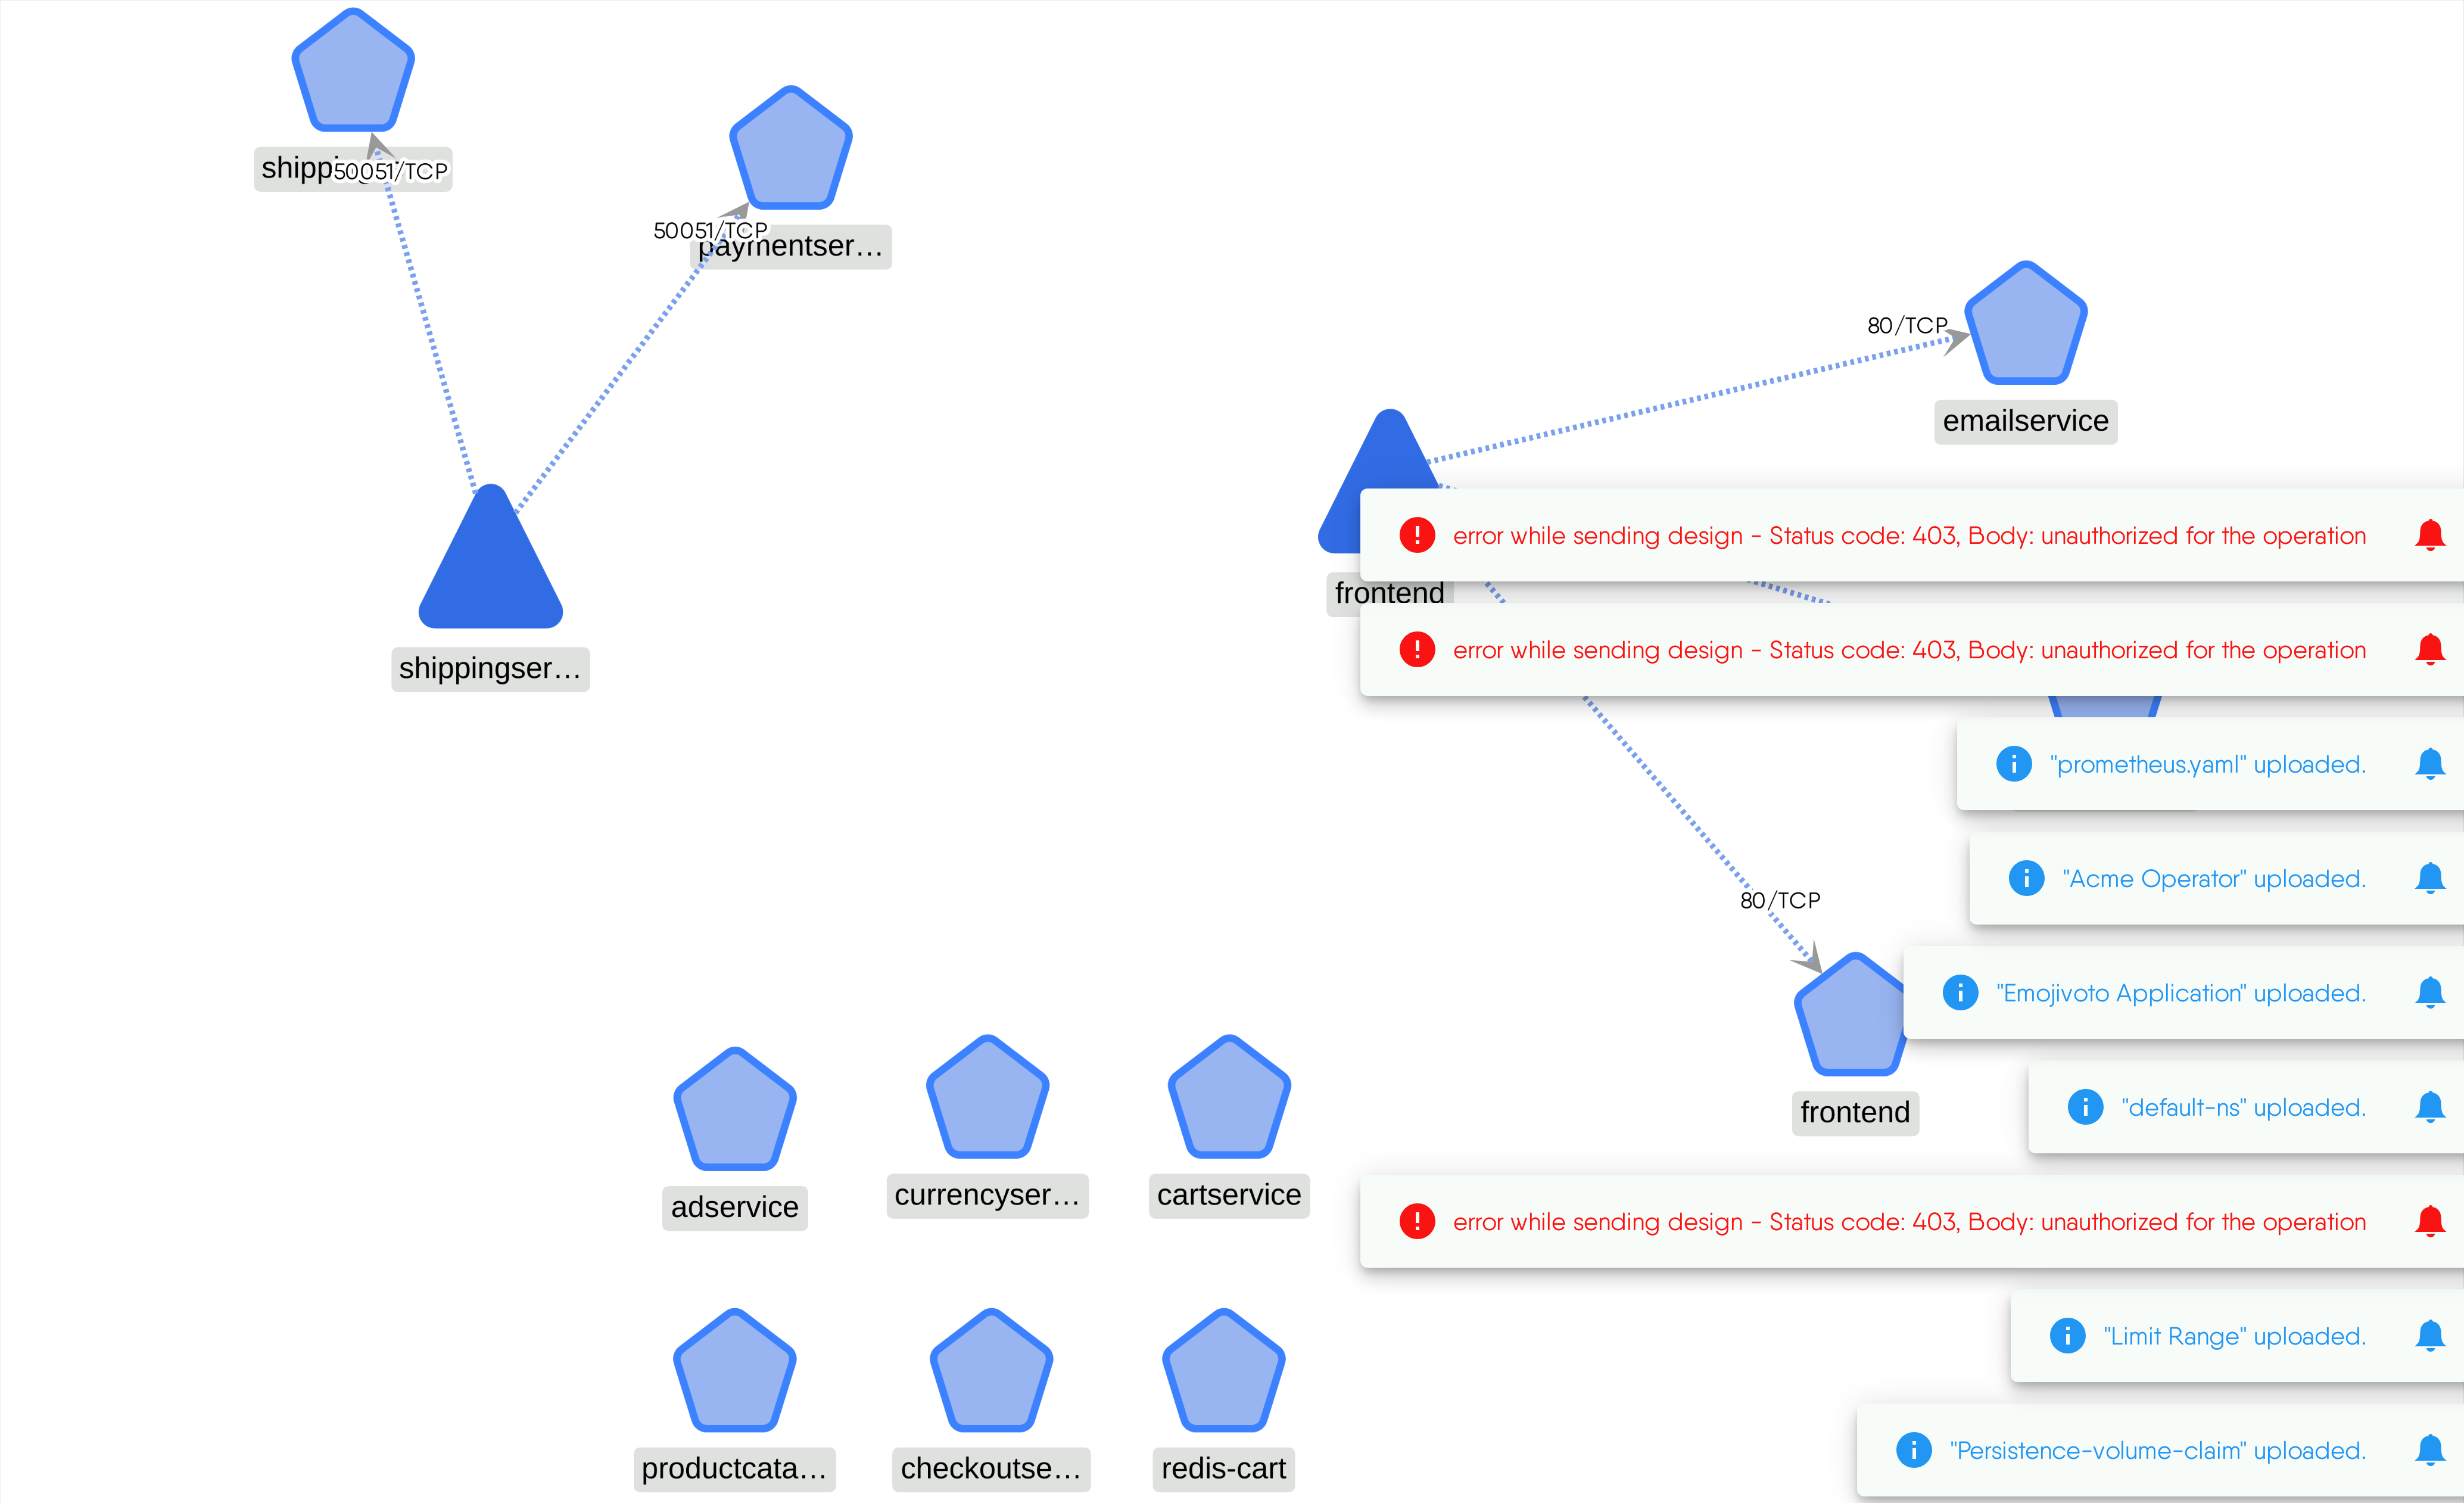 50051/TCP
50051/TCP
paymentser…
80/TCP
emailservice
error while sending design - Status code: 403, Body: unauthorized for the operation
frontend
error while sending design - Status code: 403, Body: unauthorized for the operation
shippingser…
"prometheus.yaml" uploaded.
"Acme Operator" uploaded.
80/TCP
"Emojivoto Application" uploaded.
frontend
"default-ns" uploaded.
adservice
currencyser…
cartservice
error while sending design - Status code: 403, Body: unauthorized for the operation
"Limit Range" uploaded.
"Persistence-volume-claim" uploaded.
productcata…
checkoutse…
redis-cart